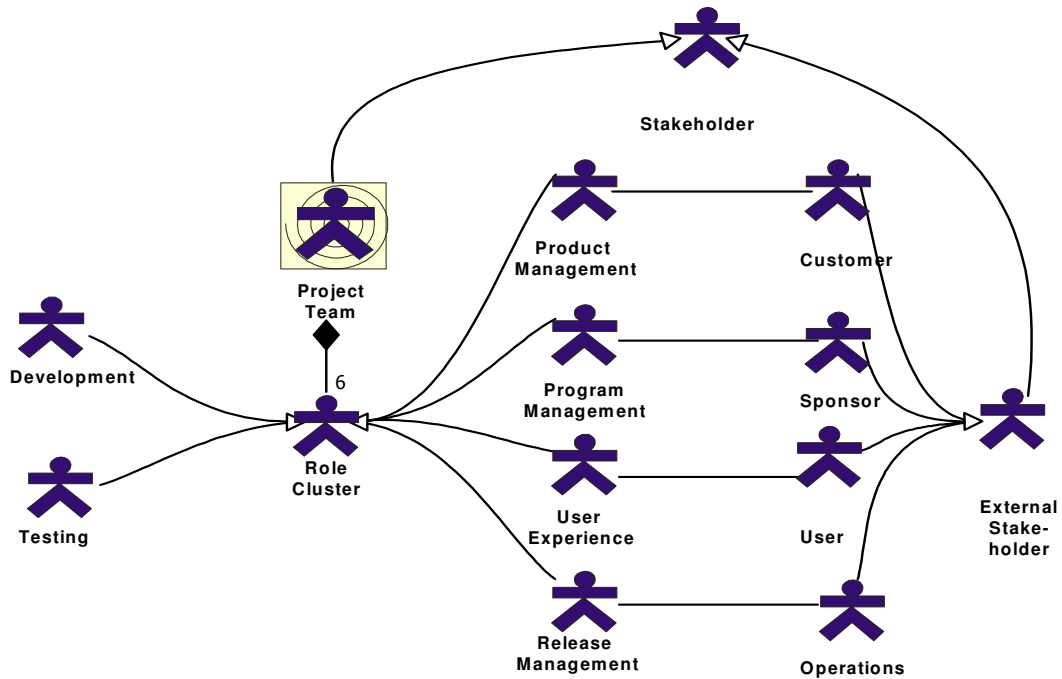 Stakeholder
Product
Management
Customer
Project
Team
Development
6
Program
Management
Sponsor
Role
Cluster
Testing
User
Experience
User
External
Stake-
holder
Release
Management
Operations